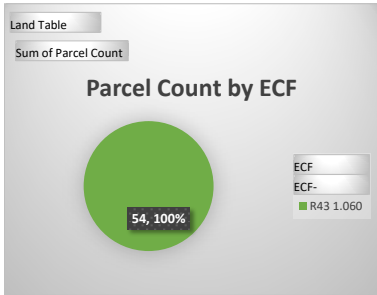 Land Table
Sum of Parcel Count
Parcel Count by ECF
54, 100%
ECF
ECF-
R43 1.060